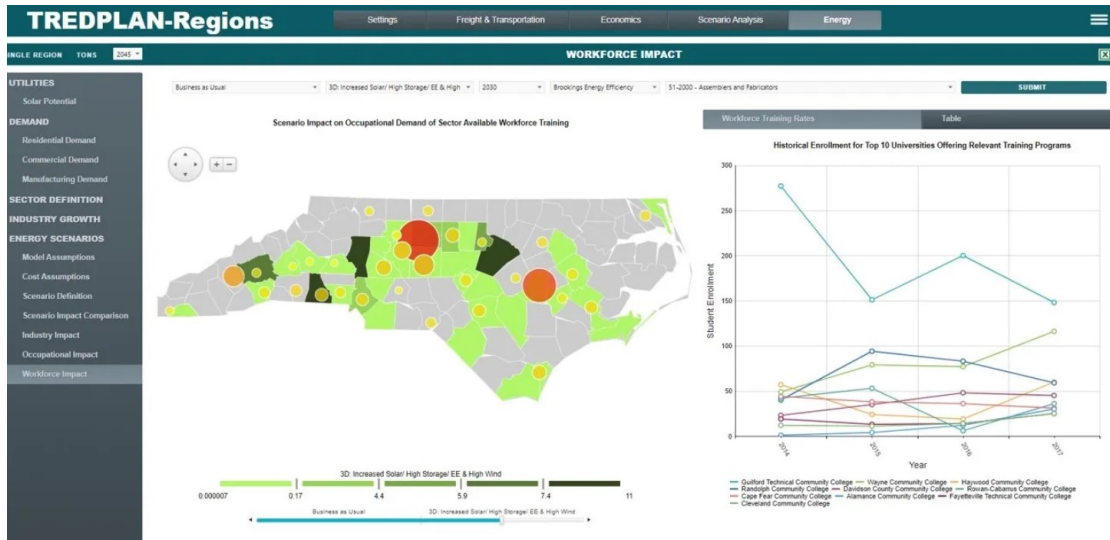 TREDPLAN-Regions
Settings
Freight & Transportation
Economics
Scenario Analysis
Energy
INGLE REGION TONS 2045
WORKFORCE IMPACT
UTILITIES
Solar Potential
DEMAND
Residential Demand
Commercial Demand
Manufacturing Demand
SECTOR DEFINITION
INDUSTRY GROWTH
ENERGY SCENARIOS
Model Assumptions
Cost Assumptions
Scenario Definition
Scenario Impact Comparison
Industry Impact
Occupational Impact
Workforce Impact
Business as Usual
3D: Increased Solar/ High Storage/ EE & High
2030
Brookings Energy Efficiency
51-2000 - Assemblers and Fabricators
SUBMIT
Scenario Impact on Occupational Demand of Sector Available Workforce Training
+ −
3D: Increased Solar/ High Storage/ EE & High Wind
0.000007 0.17 4.4 5.9 7.4 11
Business as Usual 3D: Increased Solar/ High Storage/ EE & High Wind
Workforce Training Rates
Table
Historical Enrollment for Top 10 Universities Offering Relevant Training Programs
300
250
200
150
100
50
0
Student Enrollment
2014 2015 2016 2017
Year
Guilford Technical Community College Wayne Community College Haywood Community College
Randolph Community College Davidson County Community College Rowan-Cabarrus Community College
Cape Fear Community College Alamance Community College Fayetteville Technical Community College
Cleveland Community College